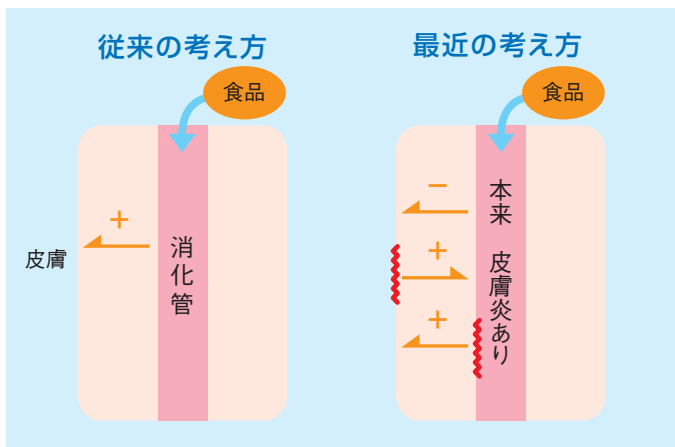 従来の考え方
食品
+
皮膚
消化管
最近の考え方
食品
−
+
+
本来 皮膚炎あり